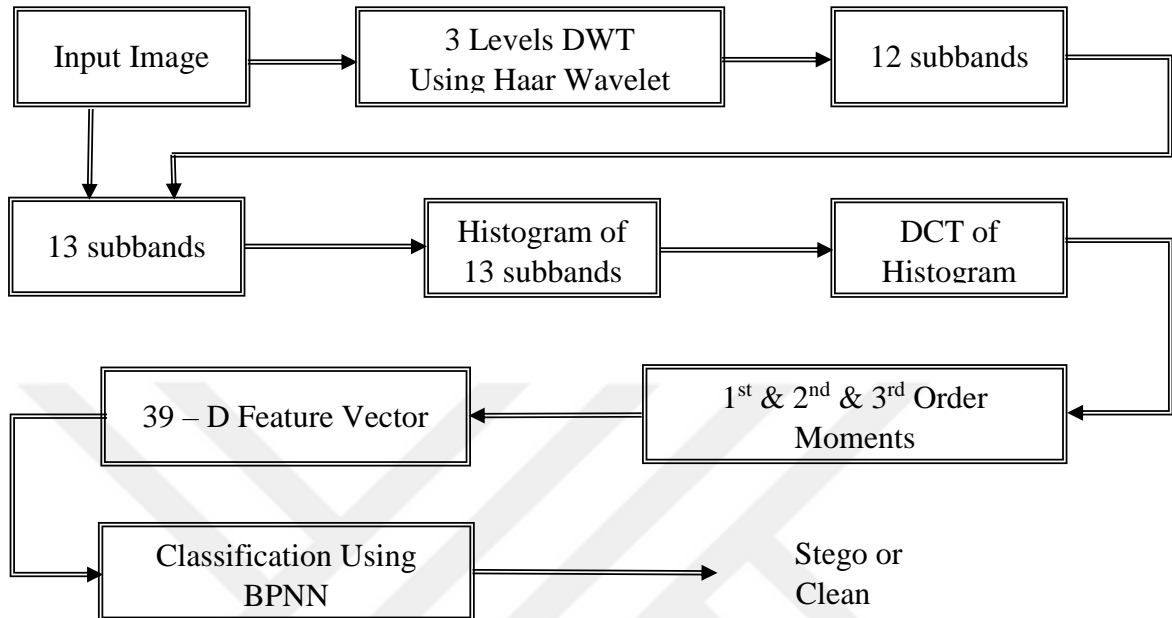 Input Image
3 Levels DWT
Using Haar Wavelet
12 subbands
13 subbands
Histogram of
13 subbands
DCT of
Histogram
39 – D Feature Vector
1st & 2nd & 3rd Order
Moments
Classification Using
BPNN
Stego or
Clean